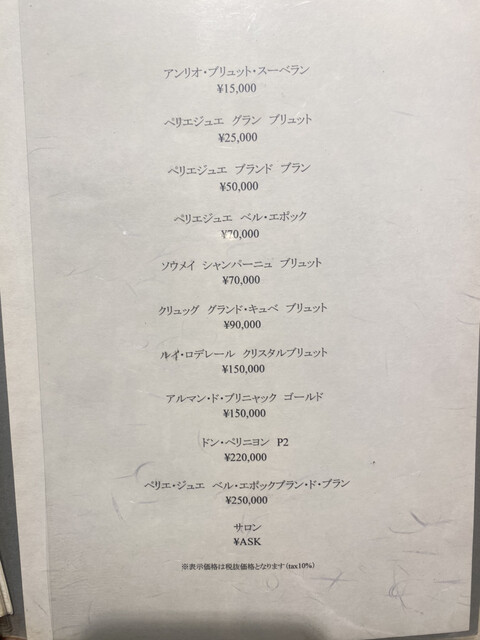 アンリオ・ブリュット・スーベラン
¥15,000
ペリエジュエ グラン ブリュット
¥25,000
ペリエジュエ ブランド ブラン
¥50,000
ペリエジュエ ベル・エポック
¥70,000
ソウメイ シャンパーニュ ブリュット
¥70,000
クリュッグ グランド・キュベ ブリュット
¥90,000
ルイ・ロデレール クリスタルブリュット
¥150,000
アルマン・ド・ブリニャック ゴールド
¥150,000
ドン・ペリニヨン P2
¥220,000
ペリエ・ジュエ ベル・エポックブラン・ド・ブラン
¥250,000
サロン
¥ASK
※表示価格は税抜価格となります(tax10%)